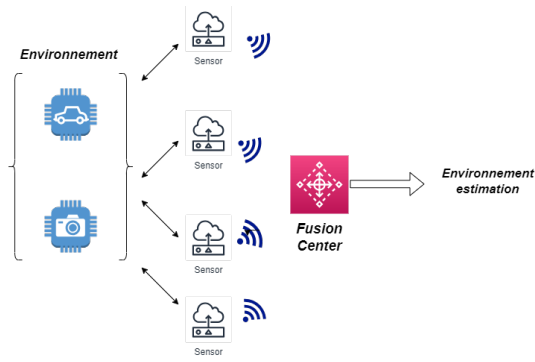 Environnement
Sensor
Sensor
Sensor
Sensor
Fusion
Center
Environnement
estimation